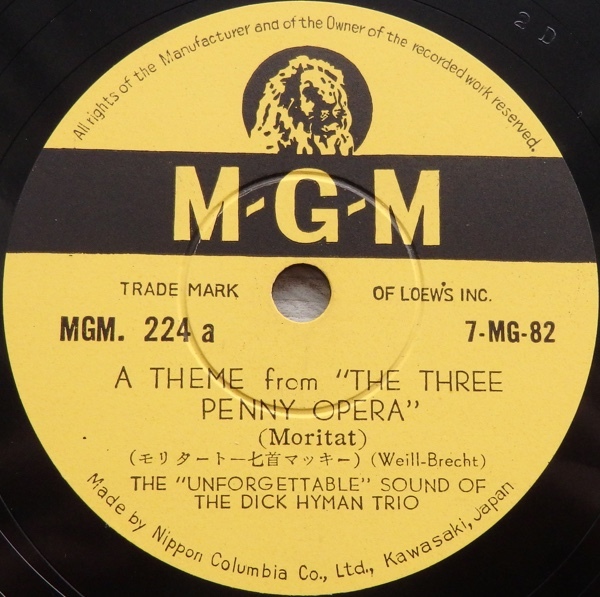 2 D
All rights of the Manufacturer and of the Owner of the recorded work reserved.
M-G-M
TRADE MARK OF LOEW'S INC.
MGM. 224 a 7-MG-82
A THEME from "THE THREE
PENNY OPERA"
(Moritat)
(モリタート—七首マッキー) (Weill-Brecht)
THE "UNFORGETTABLE" SOUND OF
THE DICK HYMAN TRIO
Made by Nippon Columbia Co., Ltd., Kawasaki, Japan